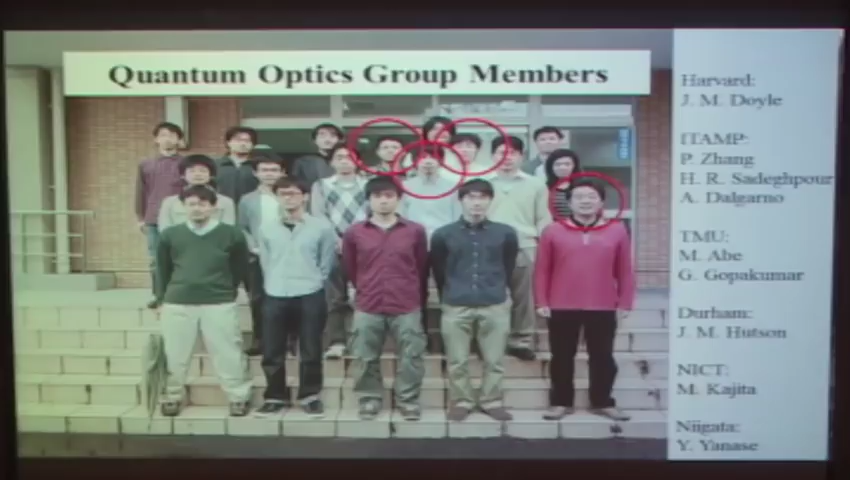 Quantum Optics Group Members
Harvard:
J. M. Doyle
ITAMP:
P. Zhang
H. R. Sadeghpour
A. Dalgarno
TMU:
M. Abe
G. Gopakumar
Durham:
J. M. Hutson
NICT:
M. Kajita
Niigata:
Y. Yanase